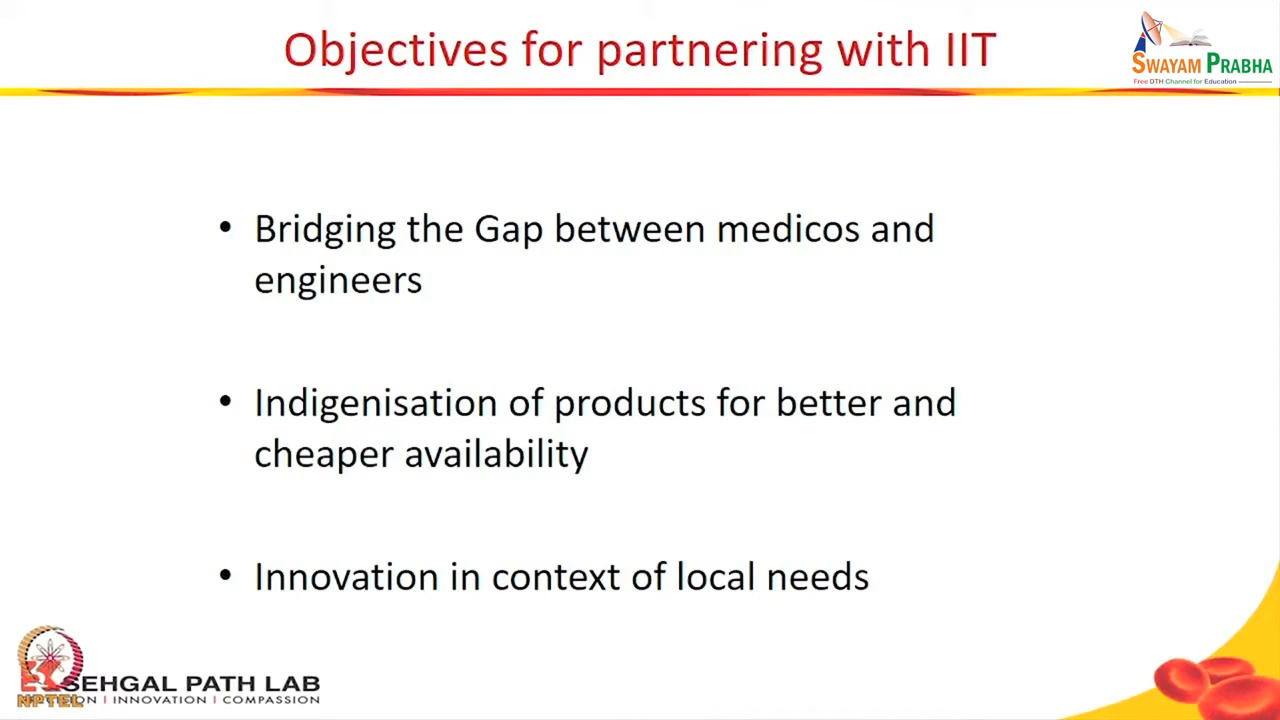 Objectives for partnering with IIT
SWAYAM PRABHA
Free DTH Channel for Education
• Bridging the Gap between medicos and
engineers
• Indigenisation of products for better and
cheaper availability
• Innovation in context of local needs
SEHGAL PATH LAB
INNOVATION I COMPASSION
NPTEL